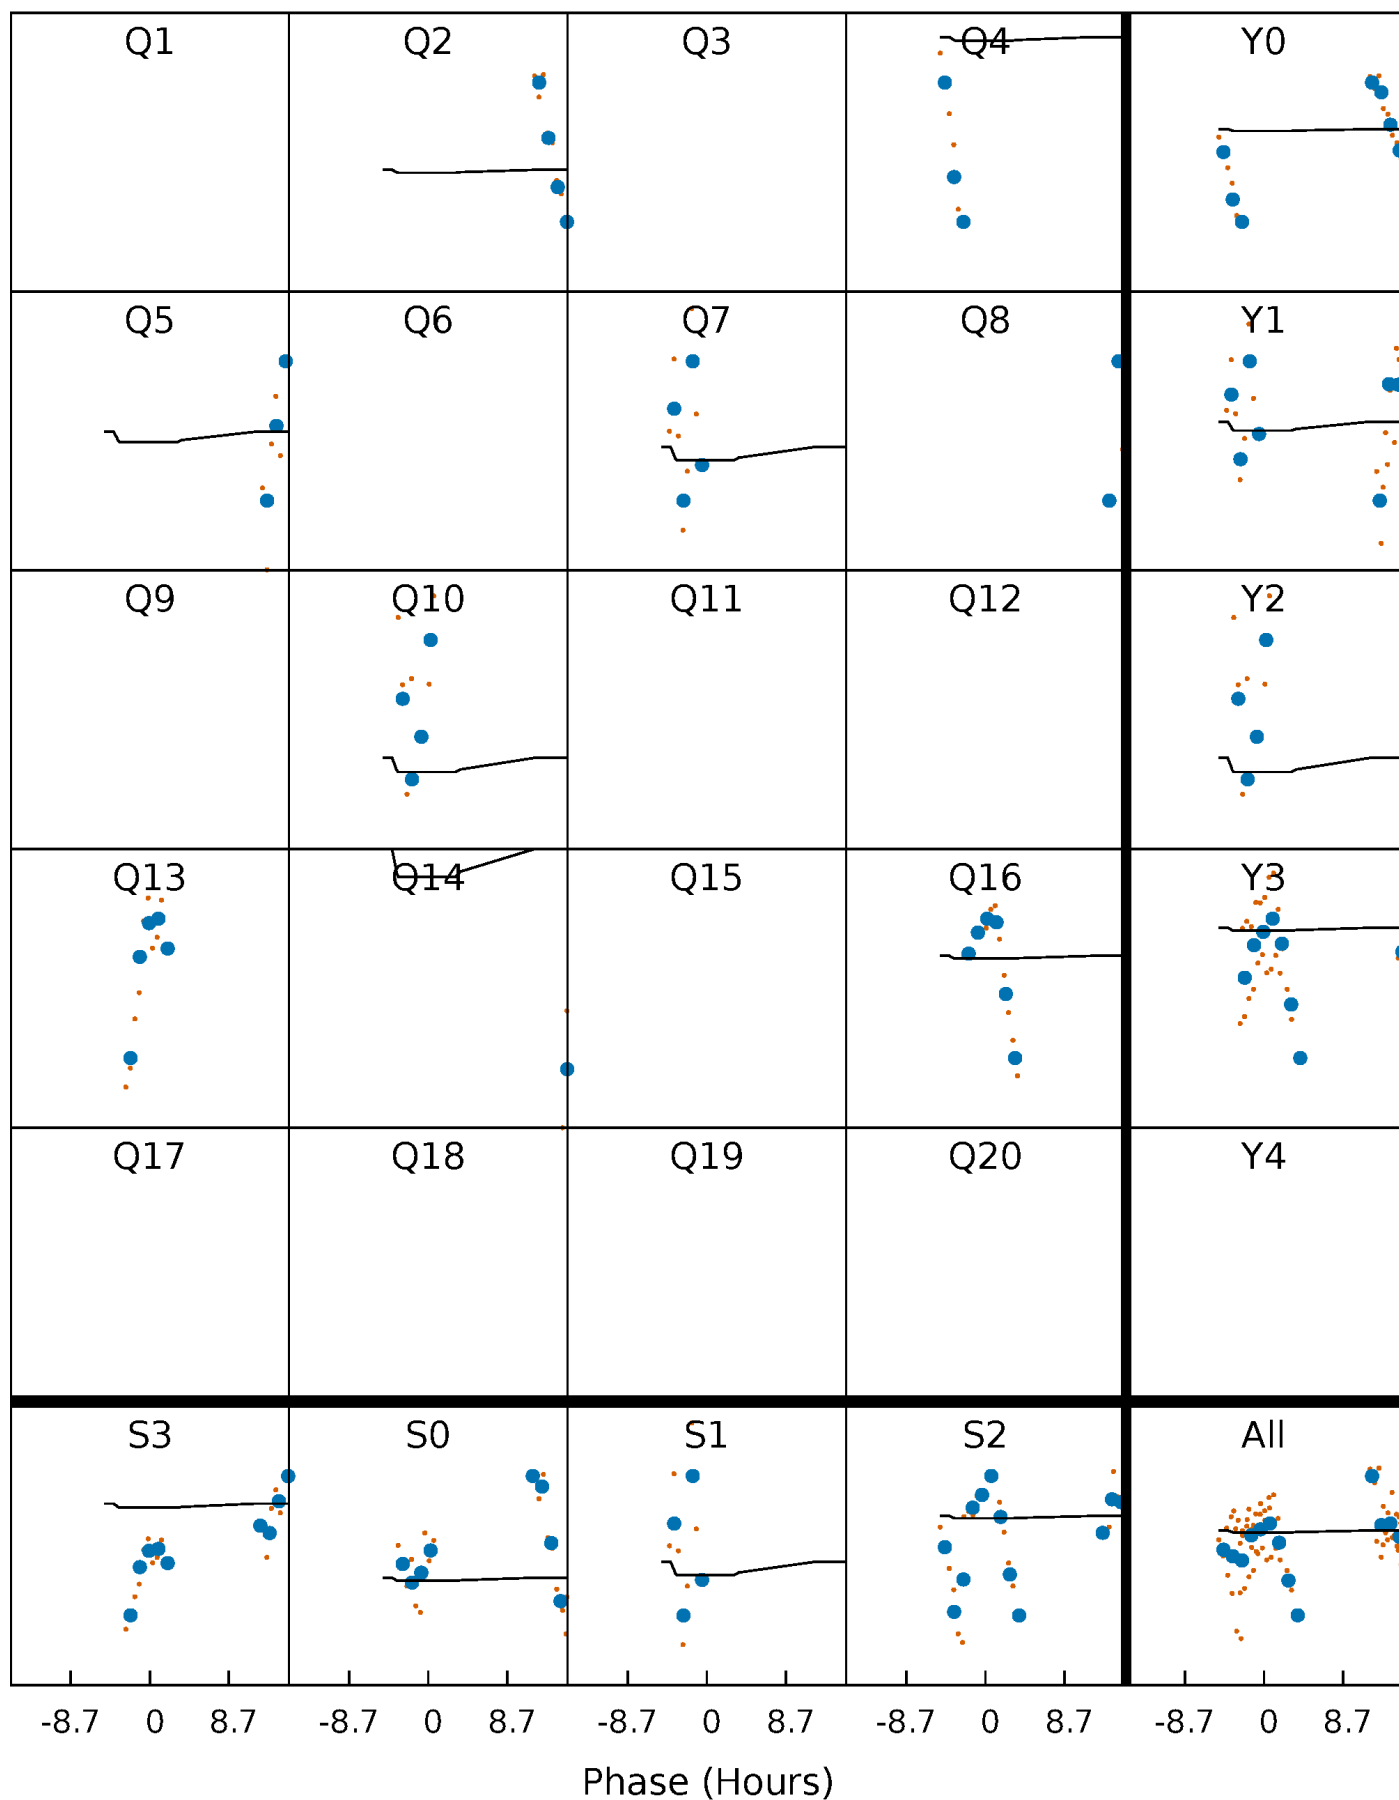 Q1 Q2 Q3 Q4 Y0
Q5 Q6 Q7 Q8 Y1
Q9 Q10 Q11 Q12 Y2
Q13 Q14 Q15 Q16 Y3
Q17 Q18 Q19 Q20 Y4
S3 S0 S1 S2 All
-8.7 0 8.7 -8.7 0 8.7 -8.7 0 8.7 -8.7 0 8.7 -8.7 0 8.7
Phase (Hours)